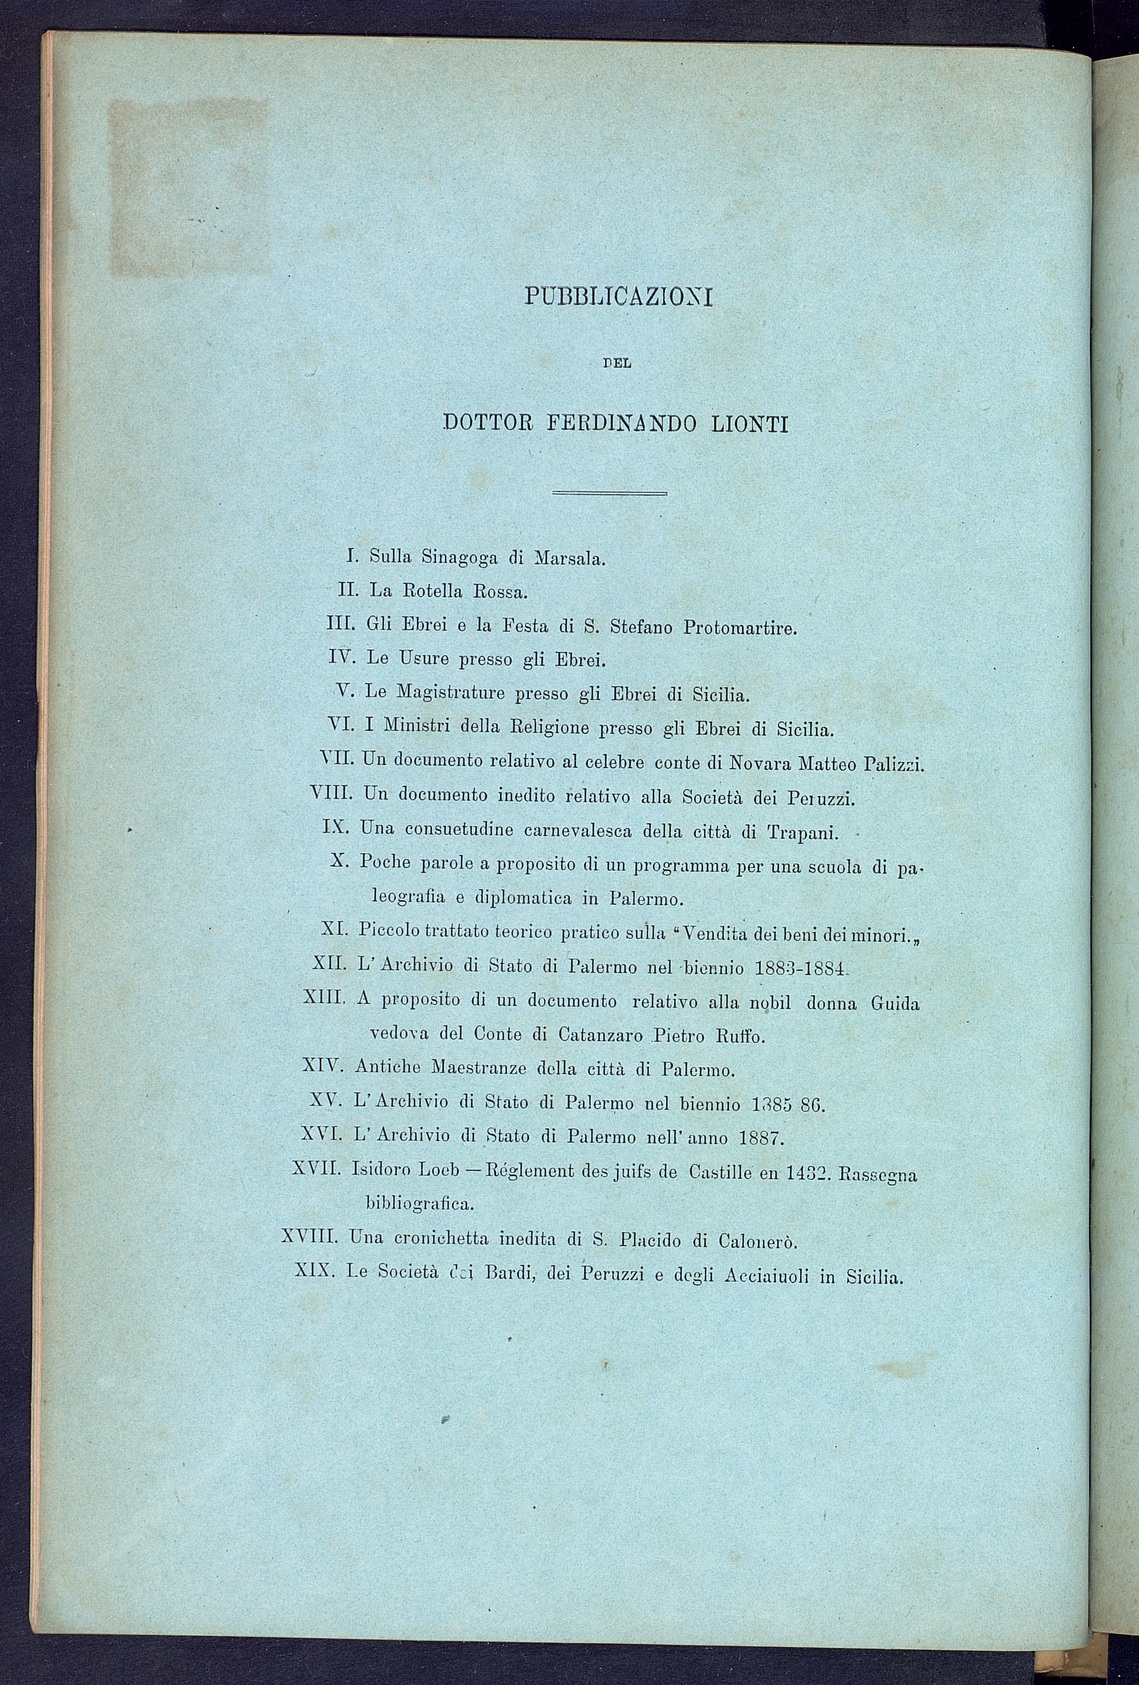 PUBBLICAZIONI
DEL
DOTTOR FERDINANDO LIONTI
I. Sulla Sinagoga di Marsala.
II. La Rotella Rossa.
III. Gli Ebrei e la Festa di S. Stefano Protomartire.
IV. Le Usure presso gli Ebrei.
V. Le Magistrature presso gli Ebrei di Sicilia.
VI. I Ministri della Religione presso gli Ebrei di Sicilia.
VII. Un documento relativo al celebre conte di Novara Matteo Palizzi.
VIII. Un documento inedito relativo alla Società dei Peruzzi.
IX. Una consuetudine carnevalesca della città di Trapani.
X. Poche parole a proposito di un programma per una scuola di pa-
leografia e diplomatica in Palermo.
XI. Piccolo trattato teorico pratico sulla “Vendita dei beni dei minori.„
XII. L' Archivio di Stato di Palermo nel biennio 1883-1884.
XIII. A proposito di un documento relativo alla nobil donna Guida
vedova del Conte di Catanzaro Pietro Ruffo.
XIV. Antiche Maestranze della città di Palermo.
XV. L' Archivio di Stato di Palermo nel biennio 1885 86.
XVI. L' Archivio di Stato di Palermo nell' anno 1887.
XVII. Isidoro Loeb — Réglement des juifs de Castille en 1432. Rassegna
bibliografica.
XVIII. Una cronichetta inedita di S. Placido di Calonerò.
XIX. Le Società dei Bardi, dei Peruzzi e degli Acciaiuoli in Sicilia.